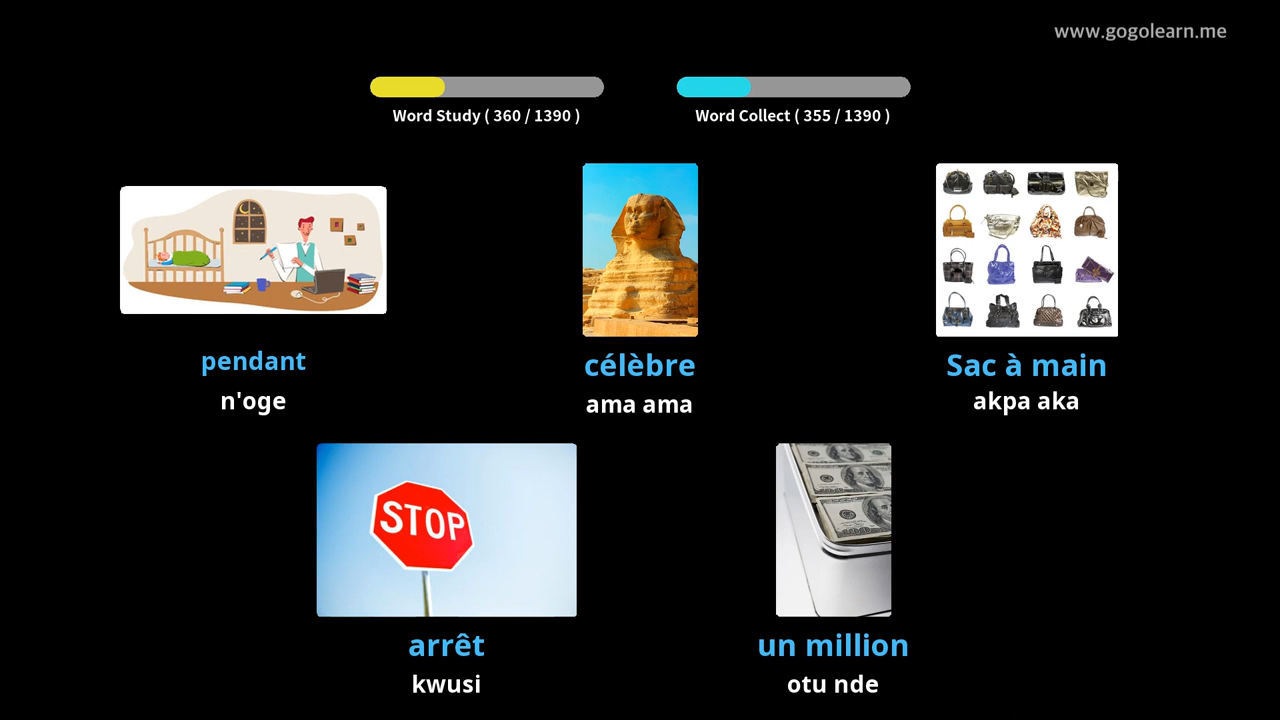 www.gogolearn.me
Word Study ( 360 / 1390 )
Word Collect ( 355 / 1390 )
pendant
n'oge
célèbre
ama ama
Sac à main
akpa aka
STOP
arrêt
kwusi
un million
otu nde